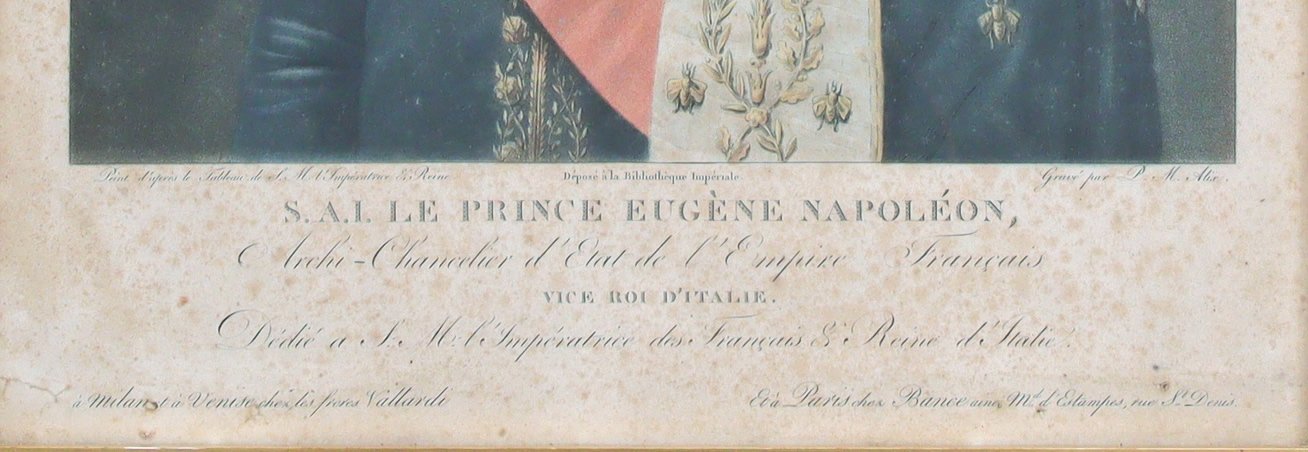 Peint d'après le Tableau de S. M. l'Impératrice & Reine
Déposé à la Bibliothèque Impériale.
Gravé par P. M. Alix.
S. A. I. LE PRINCE EUGÈNE NAPOLÉON,
Archi-Chancelier d'Etat de l'Empire Français
VICE ROI D'ITALIE.
Dédié a S. M. l'Impératrice des Français & Reine d'Italie.
à Milan et à Venise chez les freres Vallardi
Et à Paris chez Bance ainé, Md. d'Estampes, rue St. Denis.